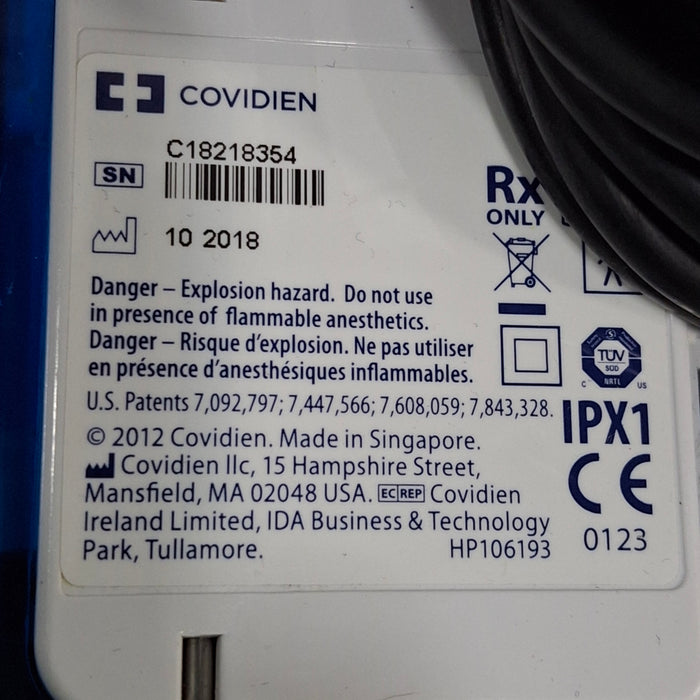 COVIDIEN
SN
C18218354
10 2018
Rx
ONLY
Danger – Explosion hazard. Do not use
in presence of flammable anesthetics.
Danger – Risque d'explosion. Ne pas utiliser
en présence d'anesthésiques inflammables.
TÜV
SÜD
NRTL
C US
U.S. Patents 7,092,797; 7,447,566; 7,608,059; 7,843,328.
IPX1
© 2012 Covidien. Made in Singapore.
Covidien llc, 15 Hampshire Street,
Mansfield, MA 02048 USA. EC REP Covidien
Ireland Limited, IDA Business & Technology
Park, Tullamore.
HP106193
CE
0123